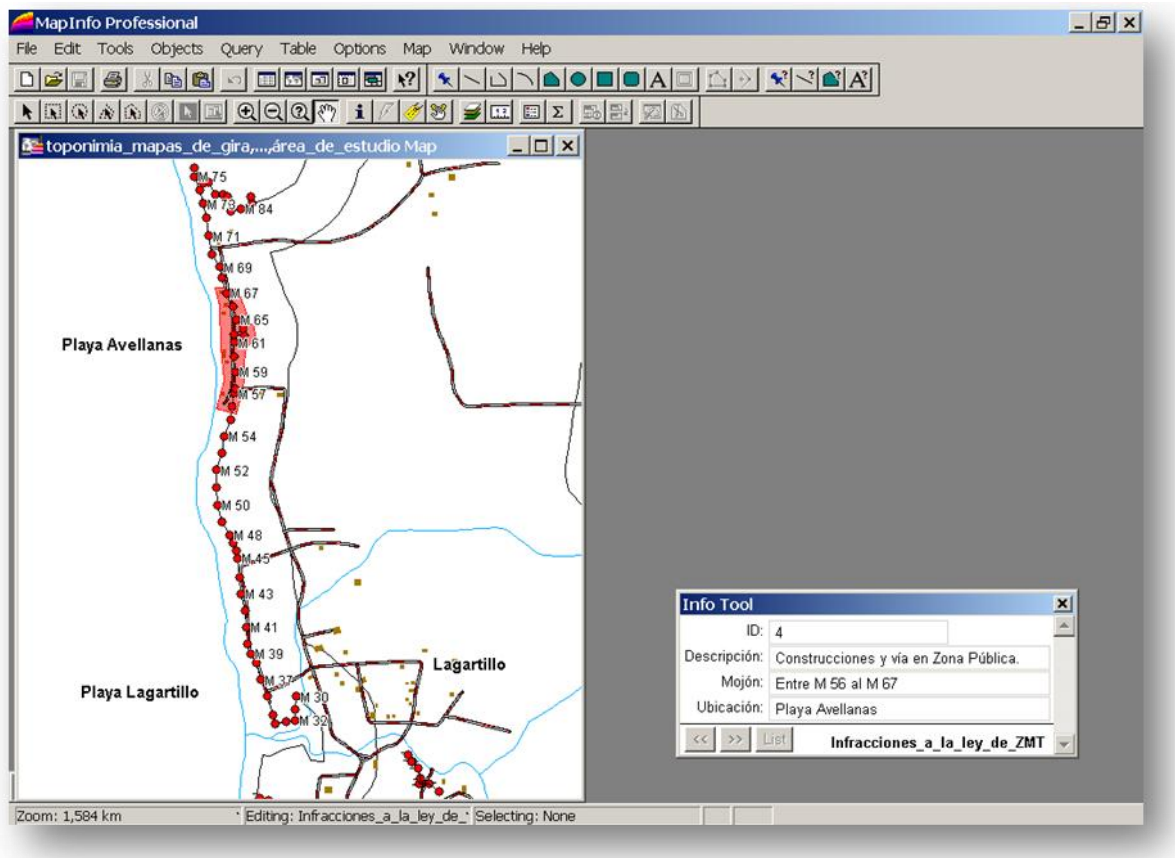 MapInfo Professional
File Edit Tools Objects Query Table Options Map Window Help
toponimia_mapas_de_gira,...,área_de_estudio Map
M 75
M 84
M 73
M 71
M 69
M 67
M 65
Playa Avellanas
M 61
M 59
M 57
M 54
M 52
M 50
M 48
M 45
M 43
M 41
M 39
Lagartillo
M 37
Playa Lagartillo
M 30
M 32
Info Tool
ID: 4
Descripción: Construcciones y vía en Zona Pública.
Mojón: Entre M 56 al M 67
Ubicación: Playa Avellanas
<< >> List Infracciones_a_la_ley_de_ZMT
Zoom: 1,584 km Editing: Infracciones_a_la_ley_de_ Selecting: None